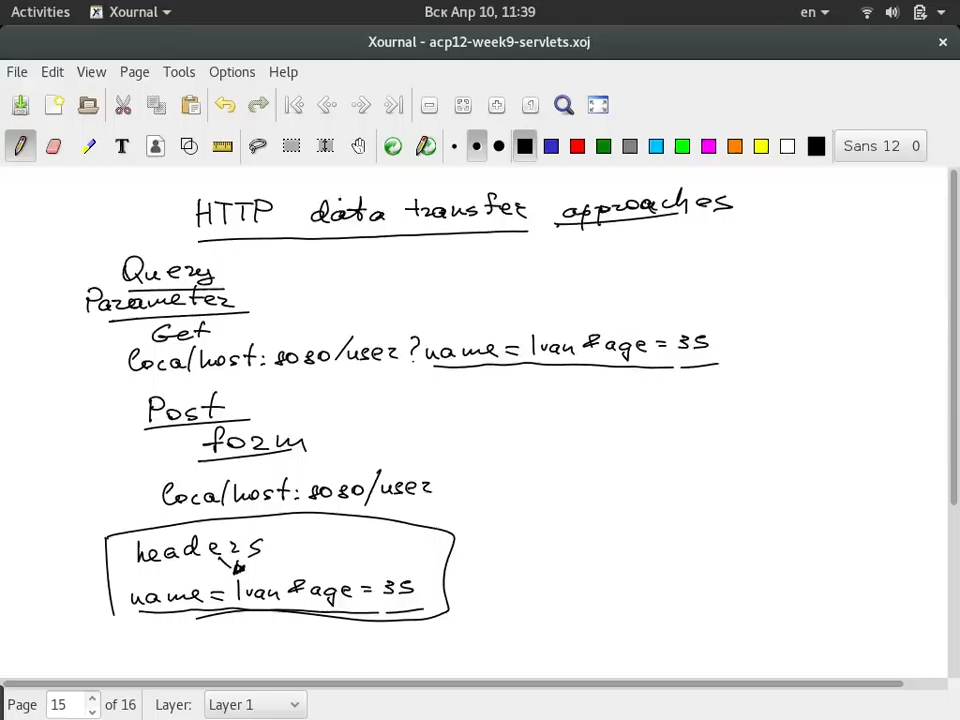 Activities Xournal Вск Апр 10, 11:39 en
Xournal - acp12-week9-servlets.xoj
File Edit View Page Tools Options Help
Sans 12 0
HTTP data transfer approaches
Query
Parameter
Get
localhost:8080/user?name=Ivan&age=35
Post
form
localhost:8080/user
headers
name=Ivan&age=35
Page 15 of 16 Layer: Layer 1